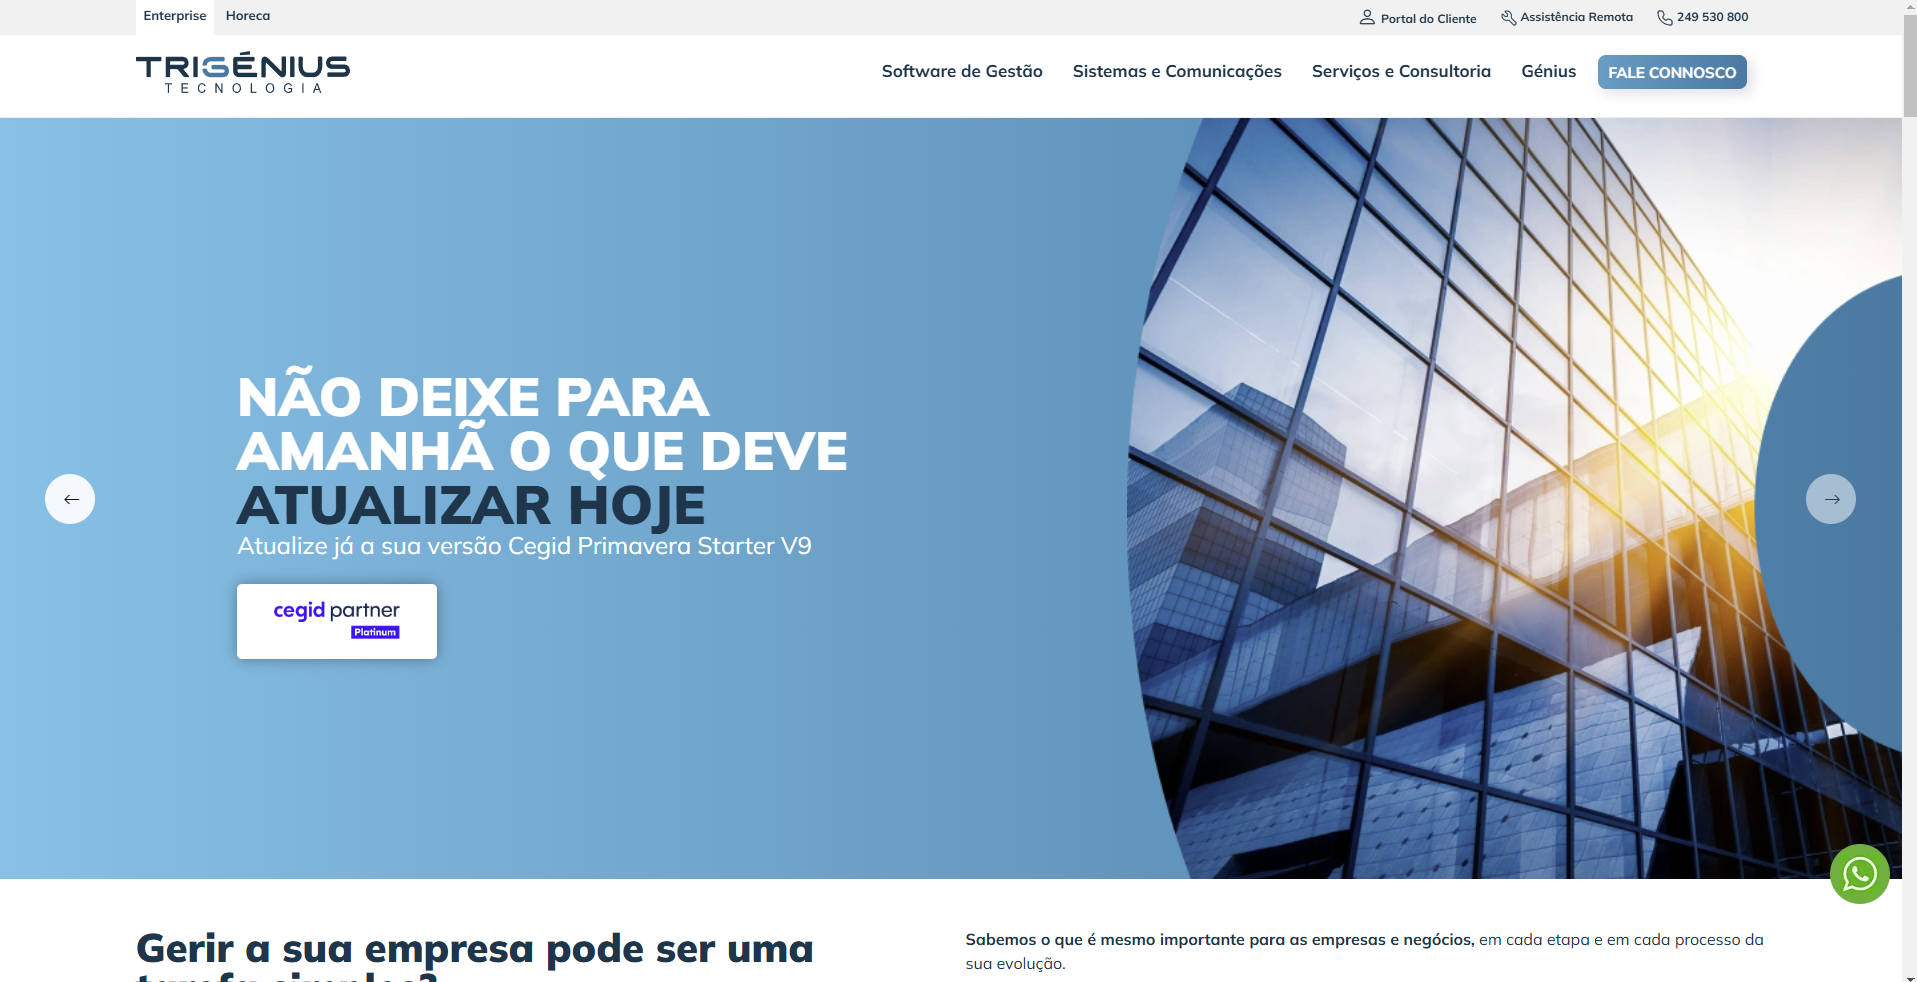 Enterprise
Horeca
Portal do Cliente
Assistência Remota
249 530 800
TRIGÉNIUS
TECNOLOGIA
Software de Gestão
Sistemas e Comunicações
Serviços e Consultoria
Génius
FALE CONNOSCO
NÃO DEIXE PARA
AMANHÃ O QUE DEVE
ATUALIZAR HOJE
Atualize já a sua versão Cegid Primavera Starter V9
cegid partner
Platinum
Gerir a sua empresa pode ser uma
tarefa simples?
Sabemos o que é mesmo importante para as empresas e negócios, em cada etapa e em cada processo da
sua evolução.